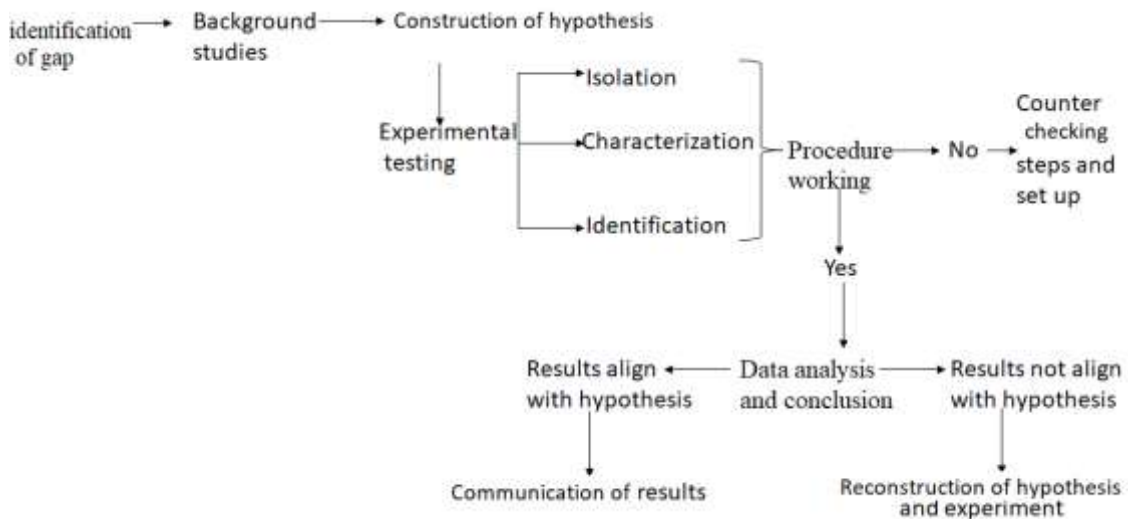 identification
of gap
Background
studies
Construction of hypothesis
Experimental
testing
Isolation
Characterization
Identification
Procedure
working
No
Counter
checking
steps and
set up
Yes
Data analysis
and conclusion
Results align
with hypothesis
Results not align
with hypothesis
Communication of results
Reconstruction of hypothesis
and experiment